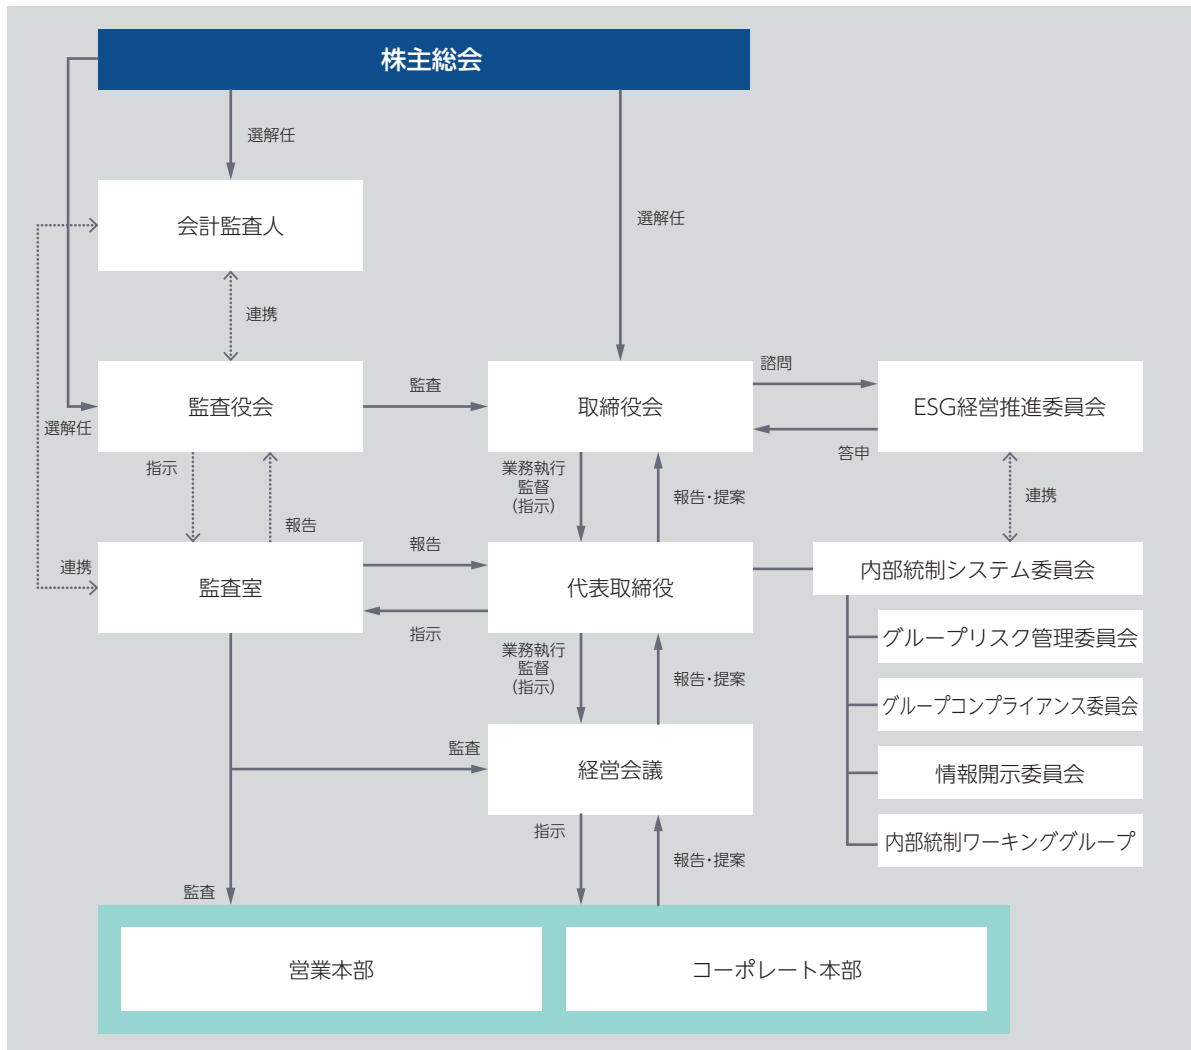 株主総会
選解任
選解任
会計監査人
連携
監査役会
監査
取締役会
諮問
答申
ESG経営推進委員会
選解任
指示
報告
業務執行
監督
(指示)
報告・提案
連携
連携
監査室
報告
指示
代表取締役
内部統制システム委員会
グループリスク管理委員会
グループコンプライアンス委員会
情報開示委員会
内部統制ワーキンググループ
業務執行
監督
(指示)
報告・提案
監査
経営会議
指示
報告・提案
監査
営業本部
コーポレート本部